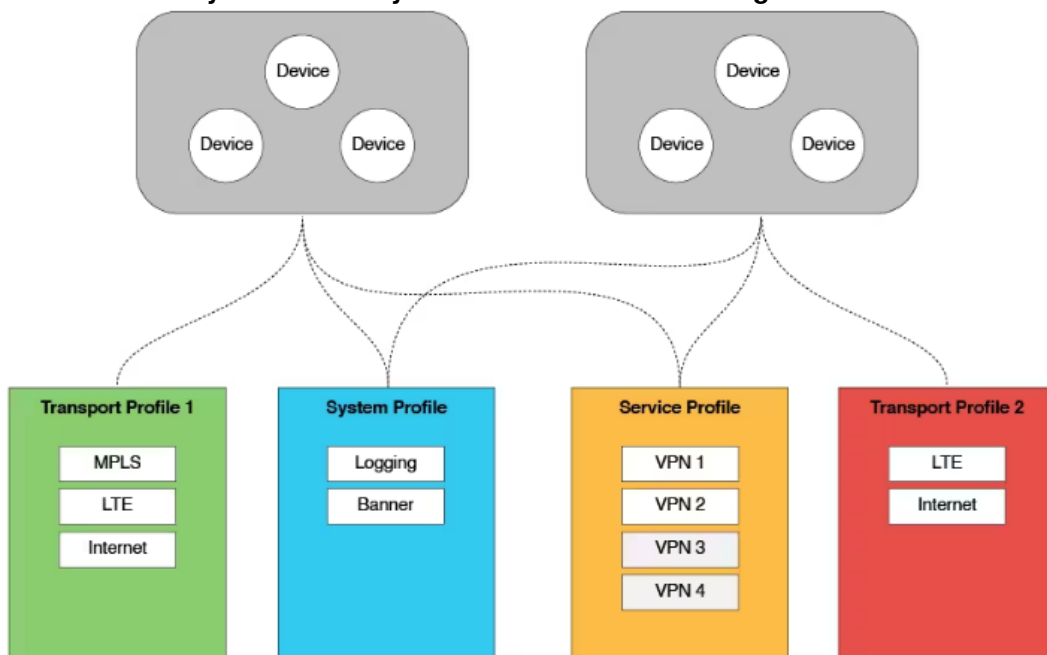 Device
Device
Device
Device
Device
Device
Transport Profile 1
MPLS
LTE
Internet
System Profile
Logging
Banner
Service Profile
VPN 1
VPN 2
VPN 3
VPN 4
Transport Profile 2
LTE
Internet